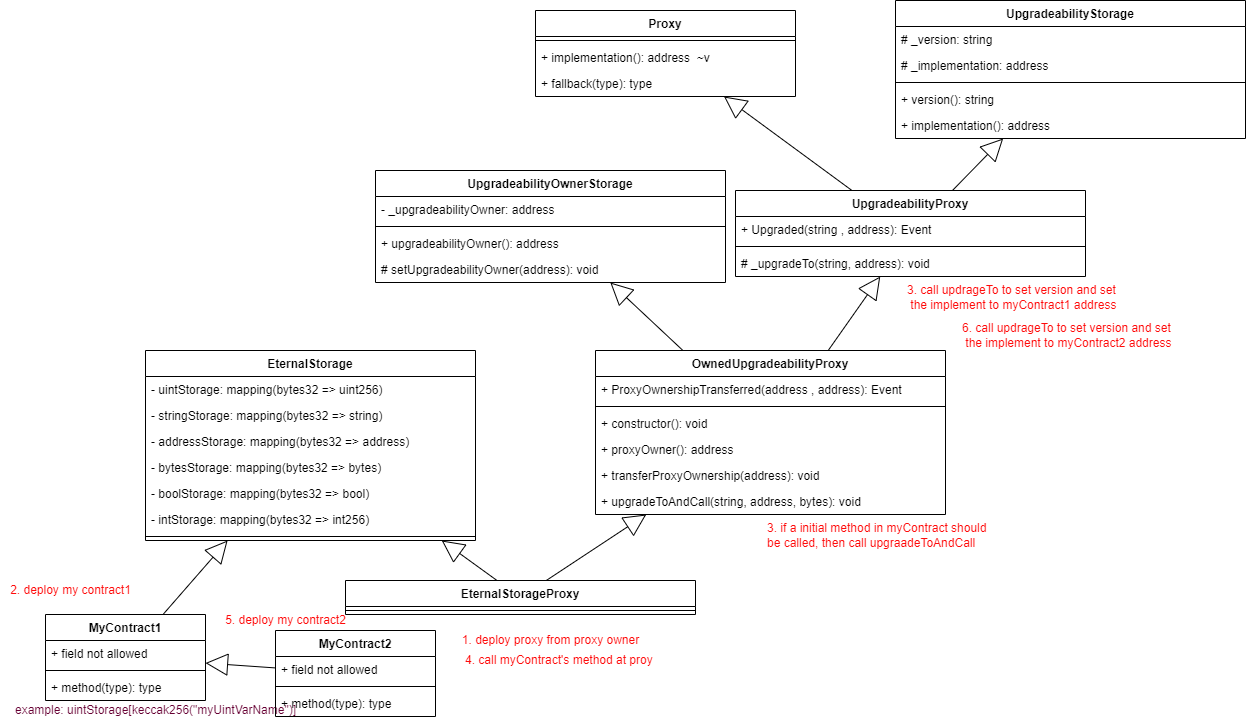 Proxy
+ implementation(): address ~v
+ fallback(type): type
UpgradeabilityStorage
# _version: string
# _implementation: address
+ version(): string
+ implementation(): address
UpgradeabilityOwnerStorage
- _upgradeabilityOwner: address
+ upgradeabilityOwner(): address
# setUpgradeabilityOwner(address): void
UpgradeabilityProxy
+ Upgraded(string , address): Event
# _upgradeTo(string, address): void
3. call updrageTo to set version and set
the implement to myContract1 address
6. call updrageTo to set version and set
the implement to myContract2 address
EternalStorage
- uintStorage: mapping(bytes32 => uint256)
- stringStorage: mapping(bytes32 => string)
- addressStorage: mapping(bytes32 => address)
- bytesStorage: mapping(bytes32 => bytes)
- boolStorage: mapping(bytes32 => bool)
- intStorage: mapping(bytes32 => int256)
OwnedUpgradeabilityProxy
+ ProxyOwnershipTransferred(address , address): Event
+ constructor(): void
+ proxyOwner(): address
+ transferProxyOwnership(address): void
+ upgradeToAndCall(string, address, bytes): void
3. if a initial method in myContract should
be called, then call upgraadeToAndCall
EternalStorageProxy
1. deploy proxy from proxy owner
4. call myContract's method at proy
2. deploy my contract1
MyContract1
+ field not allowed
+ method(type): type
5. deploy my contract2
MyContract2
+ field not allowed
+ method(type): type
example: uintStorage[keccak256("myUintVarName")]